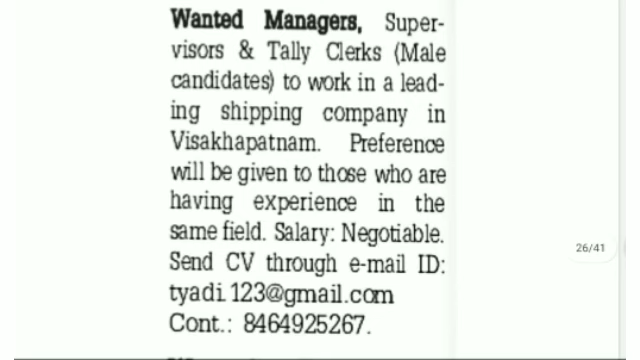 Wanted Managers, Super-
visors & Tally Clerks (Male
candidates) to work in a lead-
ing shipping company in
Visakhapatnam. Preference
will be given to those who are
having experience in the
same field. Salary: Negotiable.
Send CV through e-mail ID:
tyadi.123@gmail.com
Cont.: 8464925267.
26/41